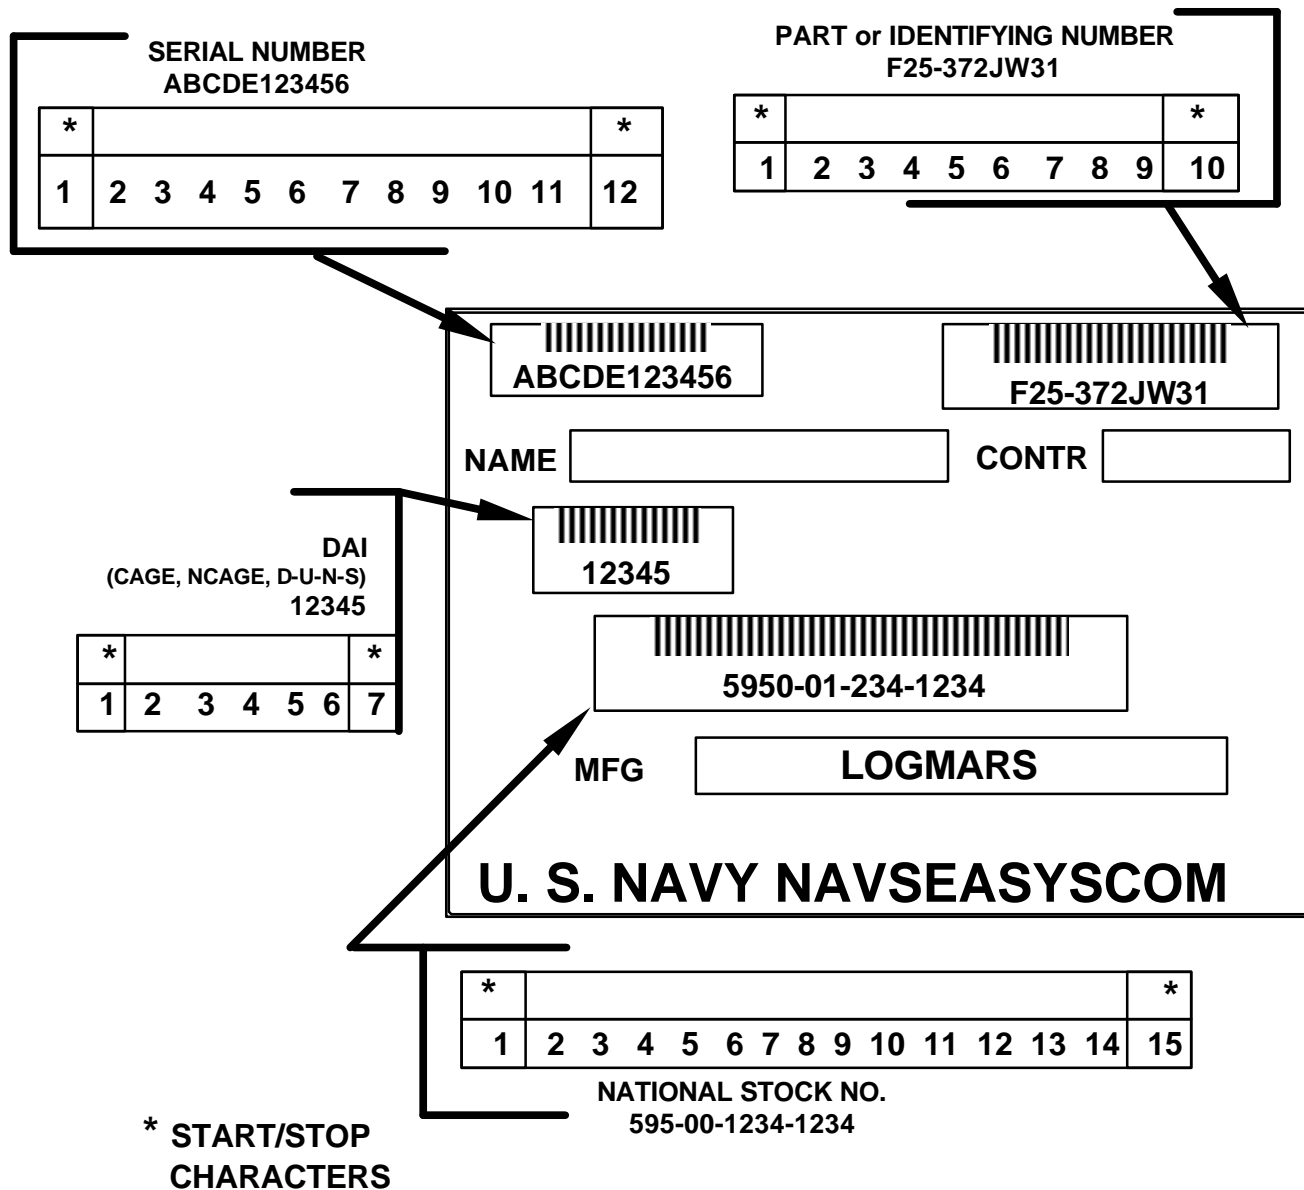 SERIAL NUMBER
ABCDE123456
* *
1 2 3 4 5 6 7 8 9 10 11 12
PART or IDENTIFYING NUMBER
F25-372JW31
* *
1 2 3 4 5 6 7 8 9 10
ABCDE123456
F25-372JW31
NAME
CONTR
DAI
(CAGE, NCAGE, D-U-N-S)
12345
* *
1 2 3 4 5 6 7
12345
5950-01-234-1234
MFG
LOGMARS
U. S. NAVY NAVSEASYSCOM
* *
1 2 3 4 5 6 7 8 9 10 11 12 13 14 15
NATIONAL STOCK NO.
595-00-1234-1234
* START/STOP
CHARACTERS